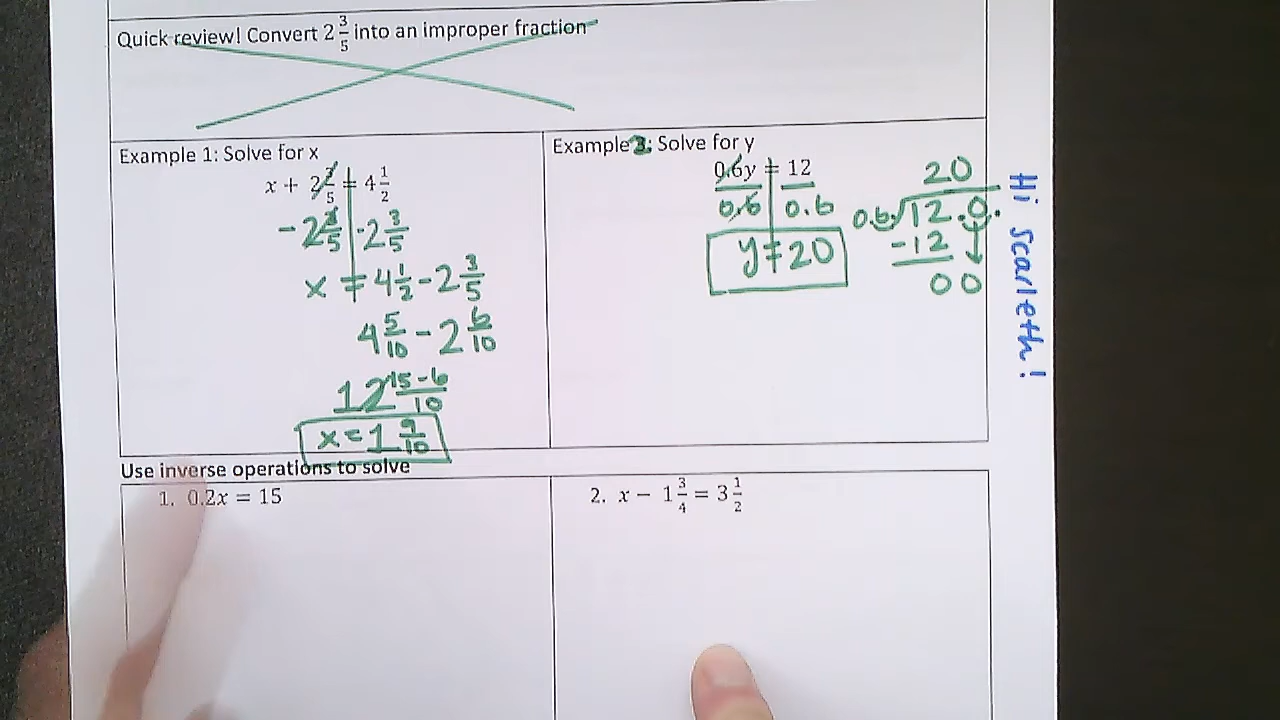 Quick review! Convert 2 3/5 into an improper fraction
Example 1: Solve for x
x + 2 3/5 = 4 1/2
-2 3/5 -2 3/5
x = 4 1/2 - 2 3/5
4 5/10 - 2 6/10
12 15-6/10
x = 1 9/10
Example 3: Solve for y
0.6y = 12
0.6 0.6
y = 20
20
0.6 12.0.
-12
00
Hi Scarleth!
Use inverse operations to solve
1. 0.2x = 15
2. x − 1 3/4 = 3 1/2